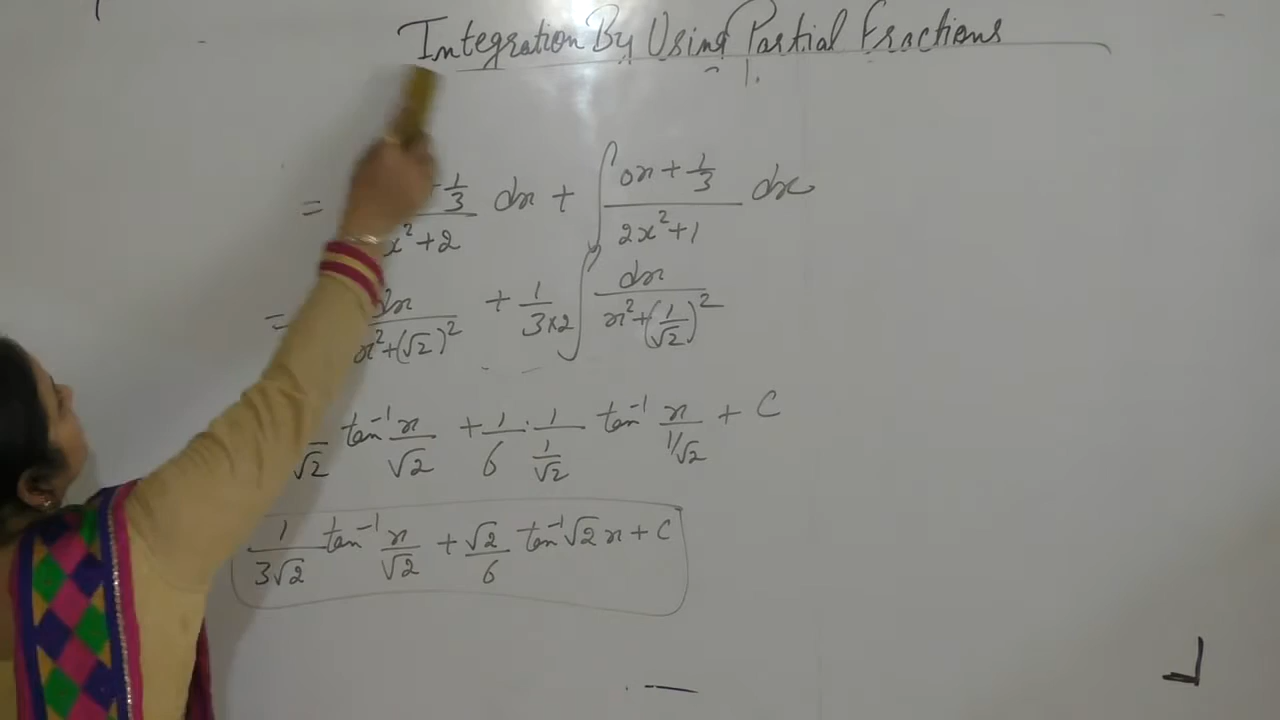 Integration By Using Partial Fractions
= 1/3 / x²+2 dx + ∫ 0x + 1/3 / 2x²+1 dx
= dx / x²+(√2)² + 1/3×2 ∫ dx / x²+(1/√2)²
√2 tan⁻¹ x/√2 + 1/6 · 1/(1/√2) tan⁻¹ x/(1/√2) + C
1/3√2 tan⁻¹ x/√2 + √2/6 tan⁻¹ √2 x + C